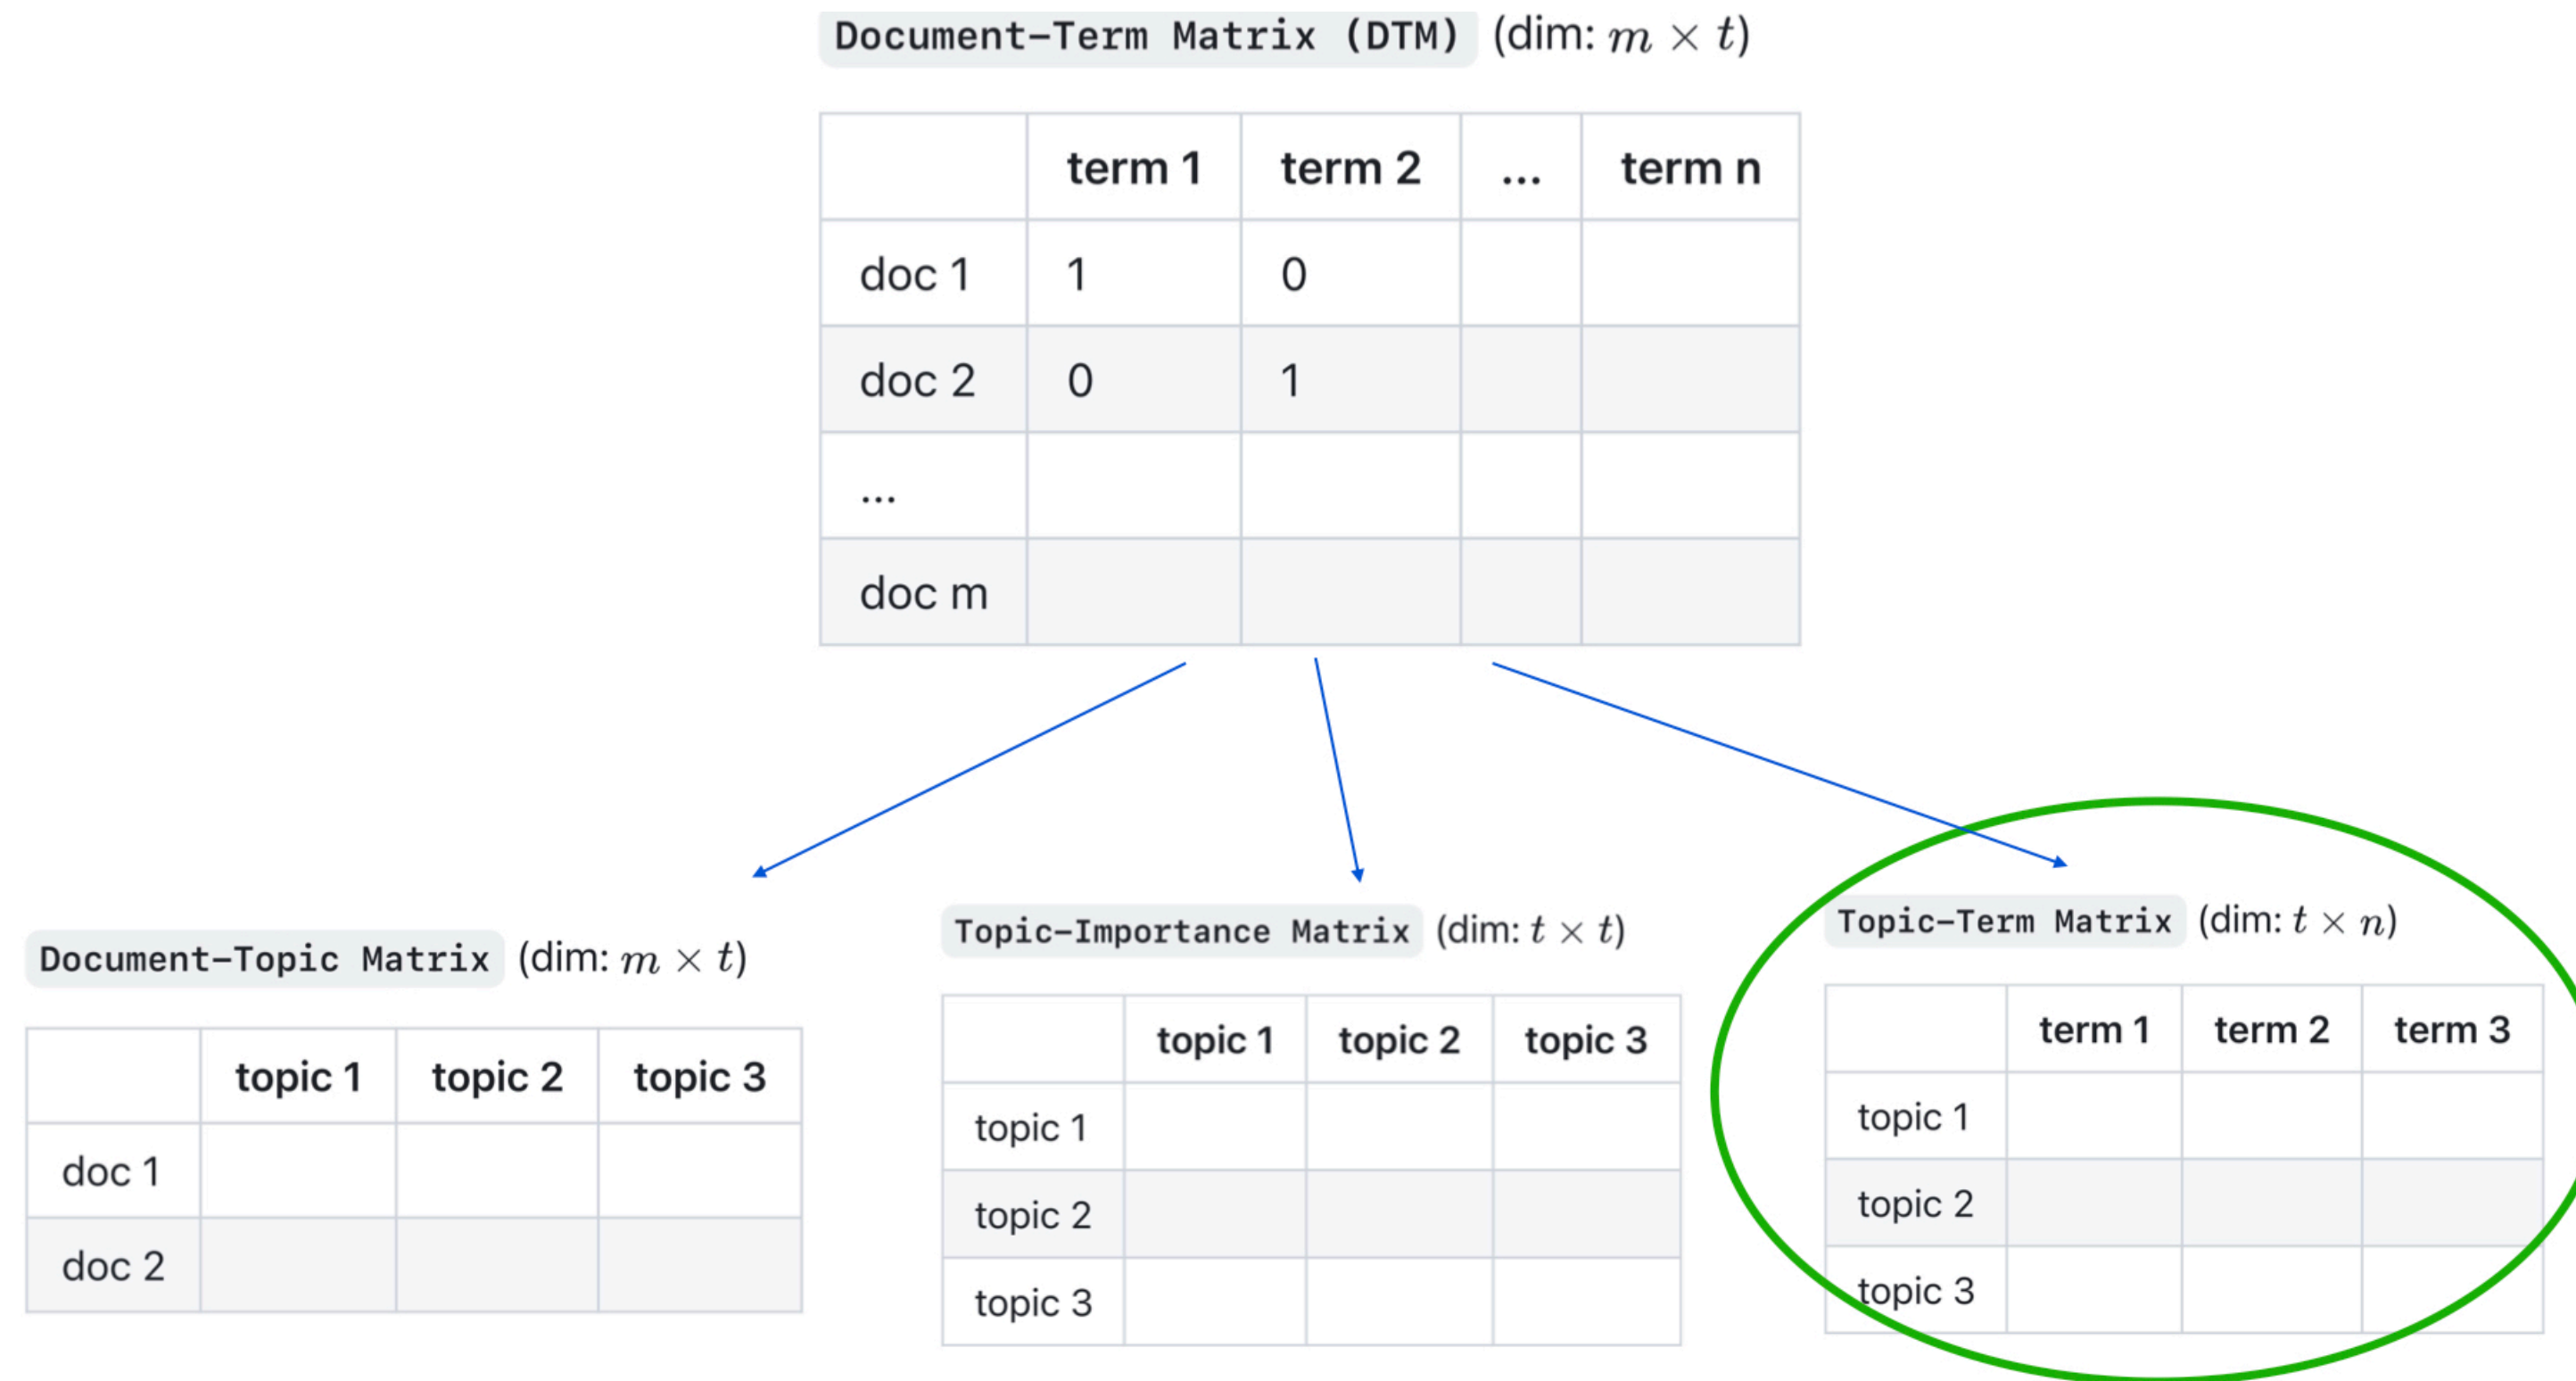 Document-Term Matrix (DTM) (dim: m × t)
term 1 term 2 ... term n
doc 1 1 0
doc 2 0 1
...
doc m
Document-Topic Matrix (dim: m × t)
topic 1 topic 2 topic 3
doc 1
doc 2
Topic-Importance Matrix (dim: t × t)
topic 1 topic 2 topic 3
topic 1
topic 2
topic 3
Topic-Term Matrix (dim: t × n)
term 1 term 2 term 3
topic 1
topic 2
topic 3